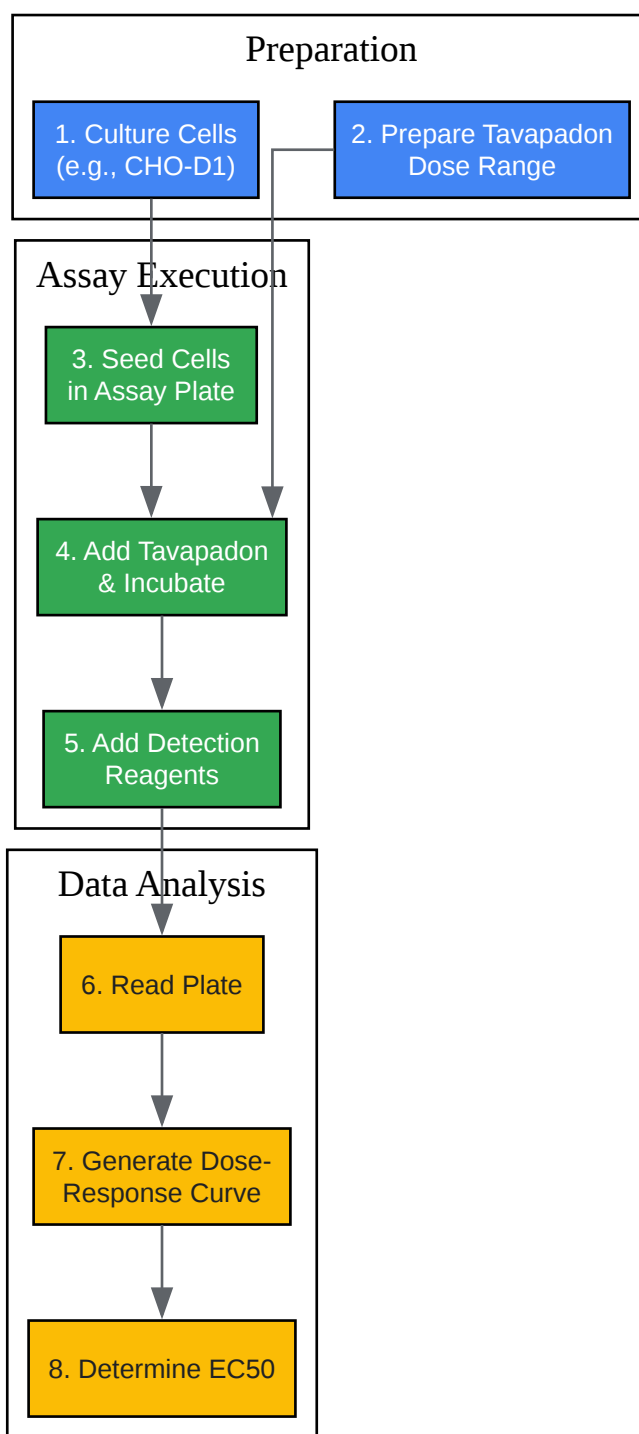 Preparation
1. Culture Cells
(e.g., CHO-D1)
2. Prepare Tavapadon
Dose Range
Assay Execution
3. Seed Cells
in Assay Plate
4. Add Tavapadon
& Incubate
5. Add Detection
Reagents
Data Analysis
6. Read Plate
7. Generate Dose-
Response Curve
8. Determine EC50